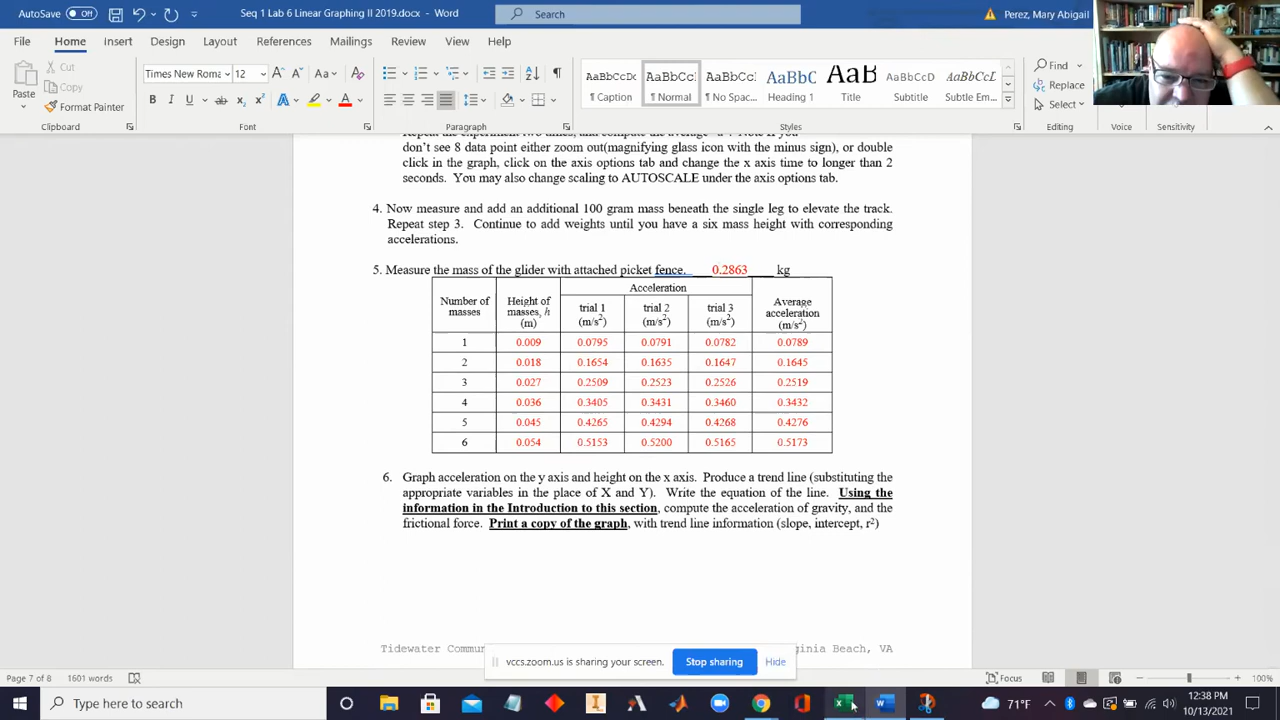 AutoSave Off Seq 1 Lab 6 Linear Graphing II 2019.docx - Word Search Perez, Mary Abigail
File Home Insert Design Layout References Mailings Review View Help
Paste Cut Copy Format Painter
Times New Roma 12
AaBbCcDc AaBbCcI AaBbCcI AaBbC AaB AaBbCcD AaBbCcD
¶ Caption ¶ Normal ¶ No Spac... Heading 1 Title Subtitle Subtle Em...
Find
Replace
Select
Clipboard Font Paragraph Styles Editing Voice Sensitivity
Repeat the experiment two times, and compute the average
don't see 8 data point either zoom out(magnifying glass icon with the minus sign), or double
click in the graph, click on the axis options tab and change the x axis time to longer than 2
seconds. You may also change scaling to AUTOSCALE under the axis options tab.
4. Now measure and add an additional 100 gram mass beneath the single leg to elevate the track.
Repeat step 3. Continue to add weights until you have a six mass height with corresponding
accelerations.
5. Measure the mass of the glider with attached picket fence. 0.2863 kg
Number of masses Height of masses, h (m) Acceleration Average acceleration (m/s²)
trial 1 (m/s²) trial 2 (m/s²) trial 3 (m/s²)
1 0.009 0.0795 0.0791 0.0782 0.0789
2 0.018 0.1654 0.1635 0.1647 0.1645
3 0.027 0.2509 0.2523 0.2526 0.2519
4 0.036 0.3405 0.3431 0.3460 0.3432
5 0.045 0.4265 0.4294 0.4268 0.4276
6 0.054 0.5153 0.5200 0.5165 0.5173
6. Graph acceleration on the y axis and height on the x axis. Produce a trend line (substituting the
appropriate variables in the place of X and Y). Write the equation of the line. Using the
information in the Introduction to this section, compute the acceleration of gravity, and the
frictional force. Print a copy of the graph, with trend line information (slope, intercept, r²)
Tidewater Commu ginia Beach, VA
vccs.zoom.us is sharing your screen. Stop sharing Hide
Page 7 of 8 1601 words Focus 100%
Type here to search 71°F 12:38 PM
10/13/2021